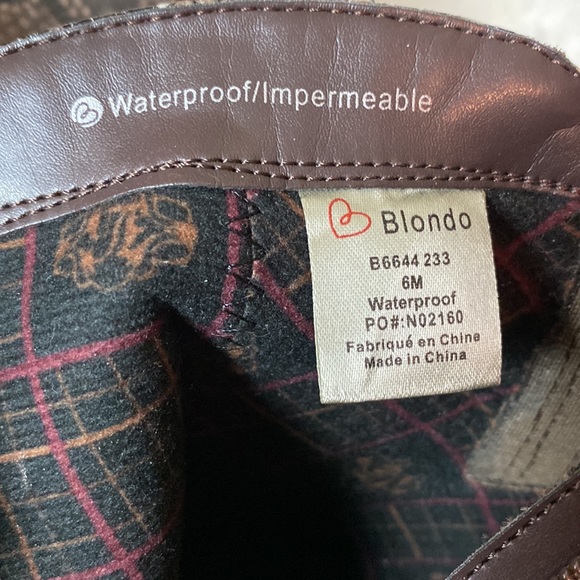 Waterproof/Impermeable
Blondo
B6644 233
6M
Waterproof
PO#:N02160
Fabriqué en Chine
Made in China